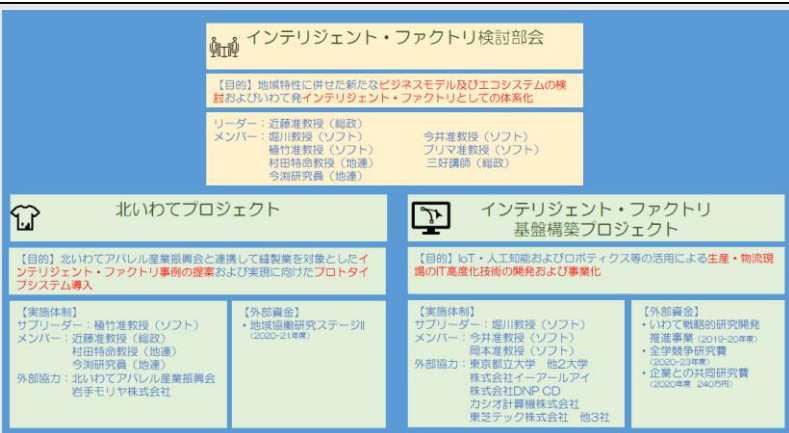 インテリジェント・ファクトリ検討部会
【目的】地域特性に併せた新たなビジネスモデル及びエコシステムの検
討およびいわて発インテリジェント・ファクトリとしての体系化
リーダー：近藤准教授（総政）
メンバー：堀川教授（ソフト）
植竹准教授（ソフト）
村田特命教授（地連）
今渕研究員（地連）
今井准教授（ソフト）
プリマ准教授（ソフト）
三好講師（総政）
北いわてプロジェクト
【目的】北いわてアパレル産業振興会と連携して縫製業を対象としたイ
ンテリジェント・ファクトリ事例の提案および実現に向けたプロトタイ
プシステム導入
【実施体制】
サブリーダー：植竹准教授（ソフト）
メンバー：近藤准教授（総政）
村田特命教授（地連）
今渕研究員（地連）
外部協力：北いわてアパレル産業振興会
岩手モリヤ株式会社
【外部資金】
・地域協働研究ステージⅡ
（2020-21年度）
インテリジェント・ファクトリ
基盤構築プロジェクト
【目的】IoT・人工知能およびロボティクス等の活用による生産・物流現
場のIT高度化技術の開発および事業化
【実施体制】
サブリーダー：堀川教授（ソフト）
メンバー：今井准教授（ソフト）
岡本准教授（ソフト）
外部協力：東京都立大学　他2大学
株式会社イーアールアイ
株式会社DNP CD
カシオ計算機株式会社
東芝テック株式会社　他3社
【外部資金】
・いわて戦略的研究開発
推進事業（2019-20年度）
・全学競争研究費
（2020-23年度）
・企業との共同研究費
（2020年度 240万円）